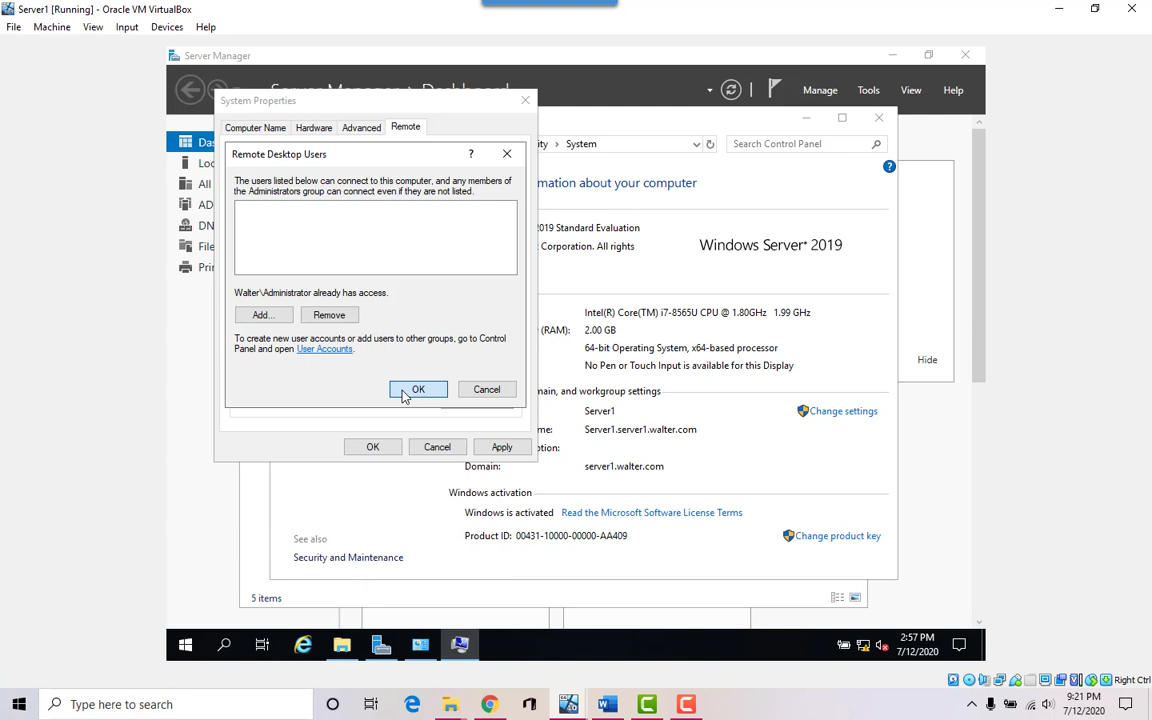 Server1 [Running] - Oracle VM VirtualBox
File Machine View Input Devices Help
Server Manager
Manage Tools View Help
System Properties
Computer Name Hardware Advanced Remote
Remote Desktop Users ?
The users listed below can connect to this computer, and any members of
the Administrators group can connect even if they are not listed.
Walter\Administrator already has access.
Add... Remove
To create new user accounts or add users to other groups, go to Control
Panel and open User Accounts.
OK Cancel
OK Cancel Apply
System
Search Control Panel
?
about your computer
2019 Standard Evaluation
Corporation. All rights
Windows Server 2019
Intel(R) Core(TM) i7-8565U CPU @ 1.80GHz 1.99 GHz
(RAM): 2.00 GB
64-bit Operating System, x64-based processor
No Pen or Touch Input is available for this Display
Hide
and workgroup settings
Server1
Change settings
Server1.server1.walter.com
Domain: server1.walter.com
Windows activation
Windows is activated Read the Microsoft Software License Terms
Product ID: 00431-10000-00000-AA409
Change product key
See also
Security and Maintenance
5 items
2:57 PM
7/12/2020
Right Ctrl
Type here to search
9:21 PM
7/12/2020